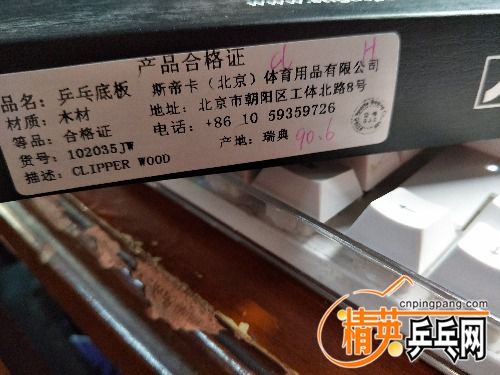 产品合格证
cl H
品名：乒乓底板
材质：木材
等品：合格证
货号：102035JW
描述：CLIPPER WOOD
斯帝卡（北京）体育用品有限公司
地址：北京市朝阳区工体北路8号
电话：+86 10 59359726
产地：瑞典
90.6
cnpingpang.com
精英乒乓网